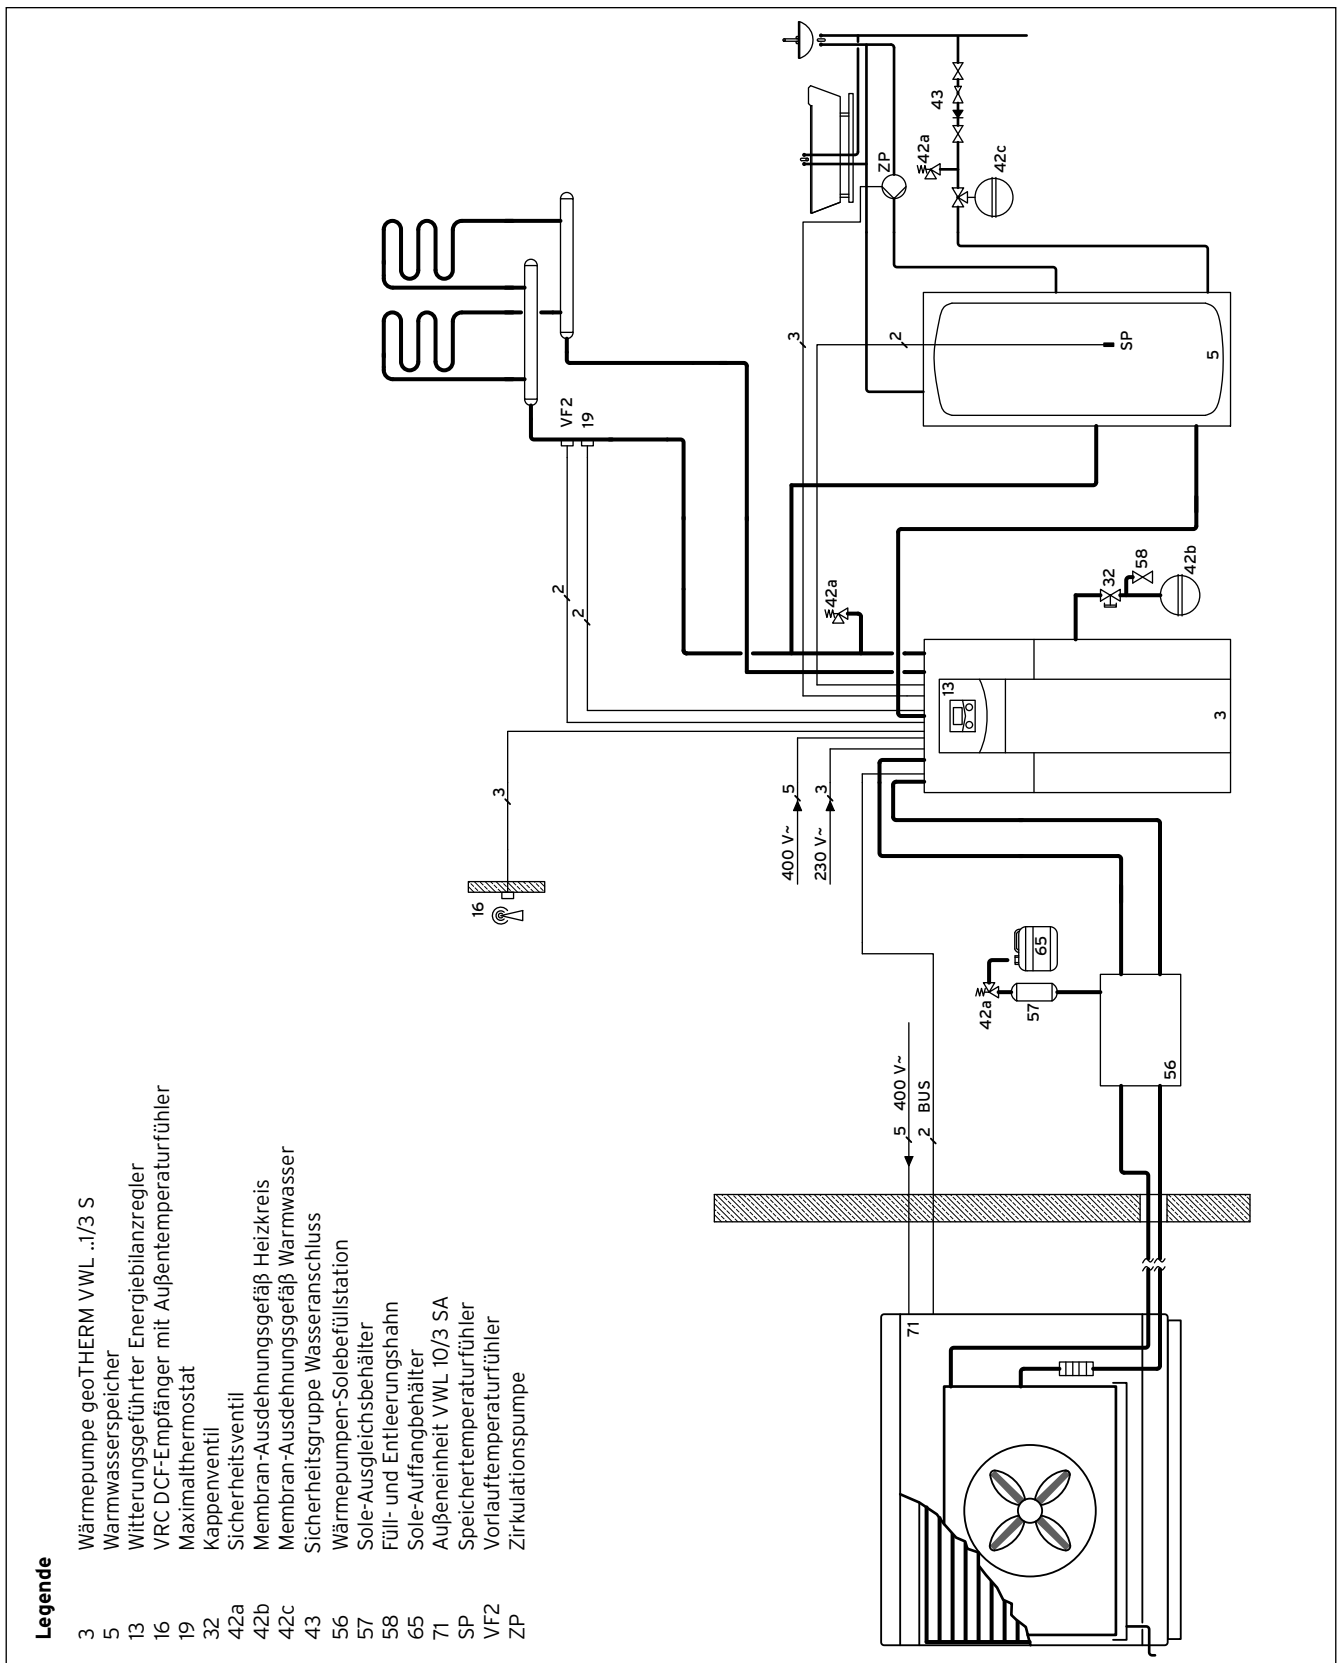 Legende
3 Wärmepumpe geoTHERM VWL ..1/3 S
5 Warmwasserspeicher
13 Witterungsgeführter Energiebilanzregler
16 VRC DCF-Empfänger mit Außentemperaturfühler
19 Maximalthermostat
32 Kappenventil
42a Sicherheitsventil
42b Membran-Ausdehnungsgefäß Heizkreis
42c Membran-Ausdehnungsgefäß Warmwasser
43 Sicherheitsgruppe Wasseranschluss
56 Wärmepumpen-Solebefüllstation
57 Sole-Ausgleichsbehälter
58 Füll- und Entleerungshahn
65 Sole-Auffangbehälter
71 Außeneinheit VWL 10/3 SA
SP Speichertemperaturfühler
VF2 Vorlauftemperaturfühler
ZP Zirkulationspumpe
16
3
VF2
19
2
2
400 V~
5
230 V~
3
42a
3
2
ZP
43
42a
42c
SP
5
13
3
32
58
42b
5 400 V~
2 BUS
42a
57
65
56
71